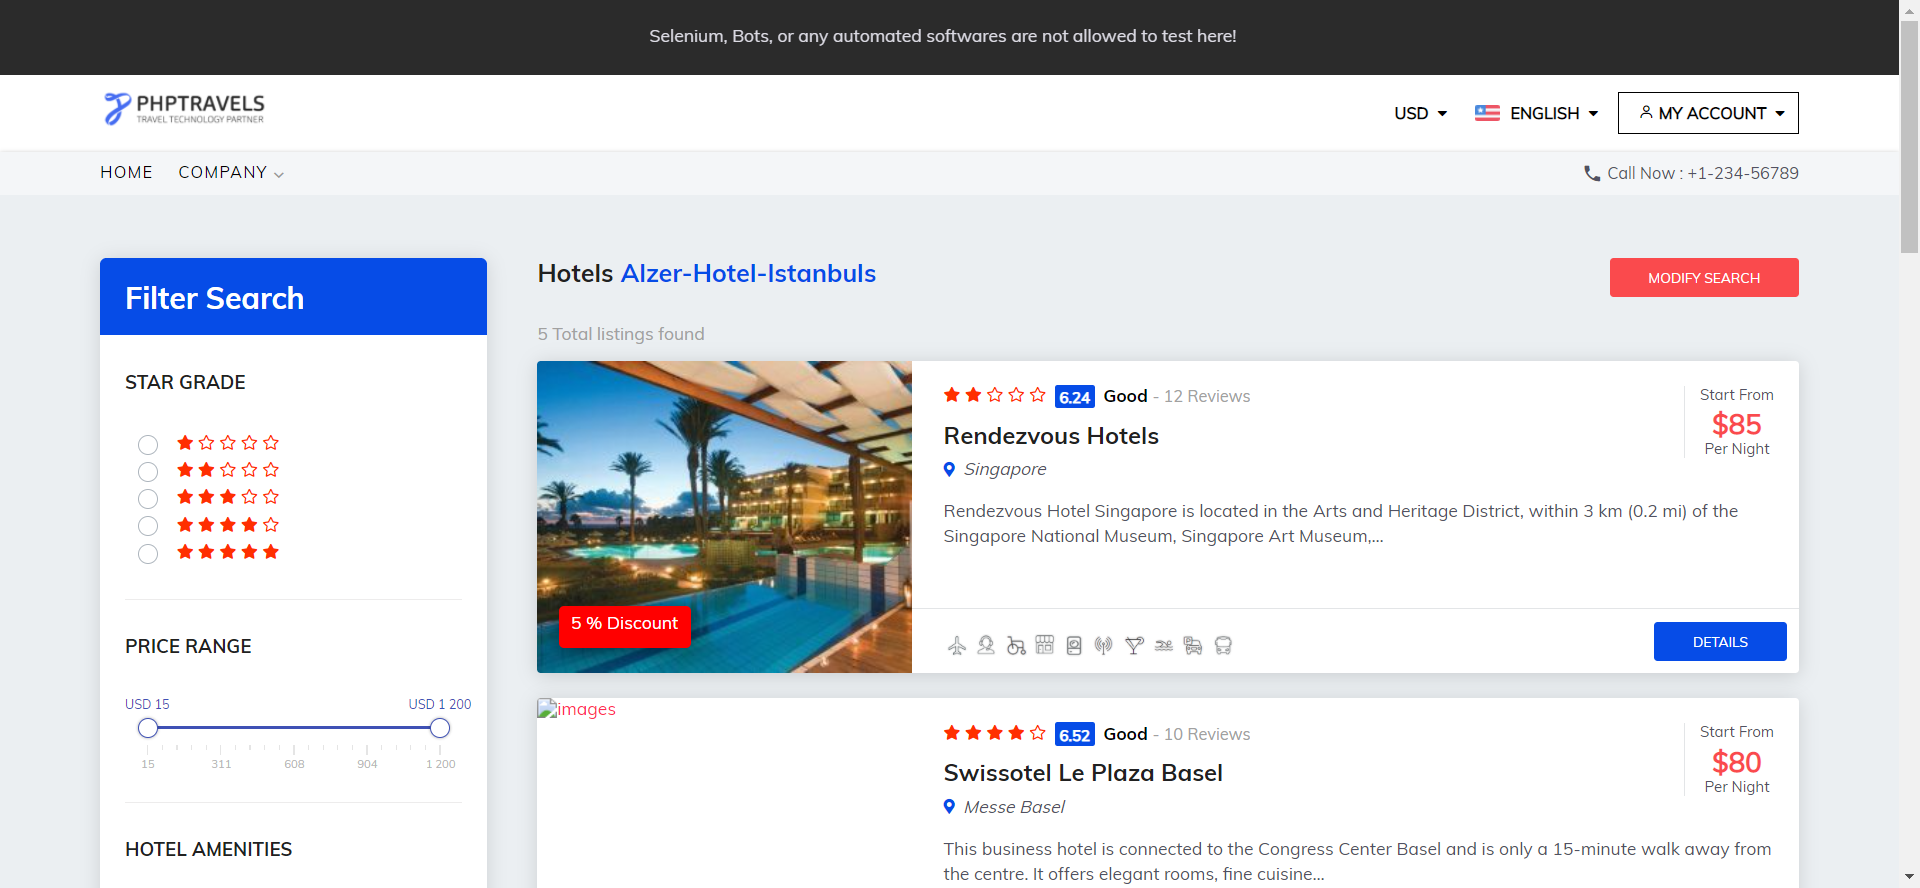 Selenium, Bots, or any automated softwares are not allowed to test here!
PHPTRAVELS
TRAVEL TECHNOLOGY PARTNER
USD
ENGLISH
MY ACCOUNT
HOME
COMPANY
Call Now : +1-234-56789
Filter Search
STAR GRADE
PRICE RANGE
USD 15
USD 1 200
15
311
608
904
1 200
HOTEL AMENITIES
Hotels Alzer-Hotel-Istanbuls
MODIFY SEARCH
5 Total listings found
6.24 Good - 12 Reviews
Rendezvous Hotels
Singapore
Rendezvous Hotel Singapore is located in the Arts and Heritage District, within 3 km (0.2 mi) of the
Singapore National Museum, Singapore Art Museum,...
Start From
$85
Per Night
5 % Discount
DETAILS
images
6.52 Good - 10 Reviews
Swissotel Le Plaza Basel
Messe Basel
This business hotel is connected to the Congress Center Basel and is only a 15-minute walk away from
the centre. It offers elegant rooms, fine cuisine...
Start From
$80
Per Night